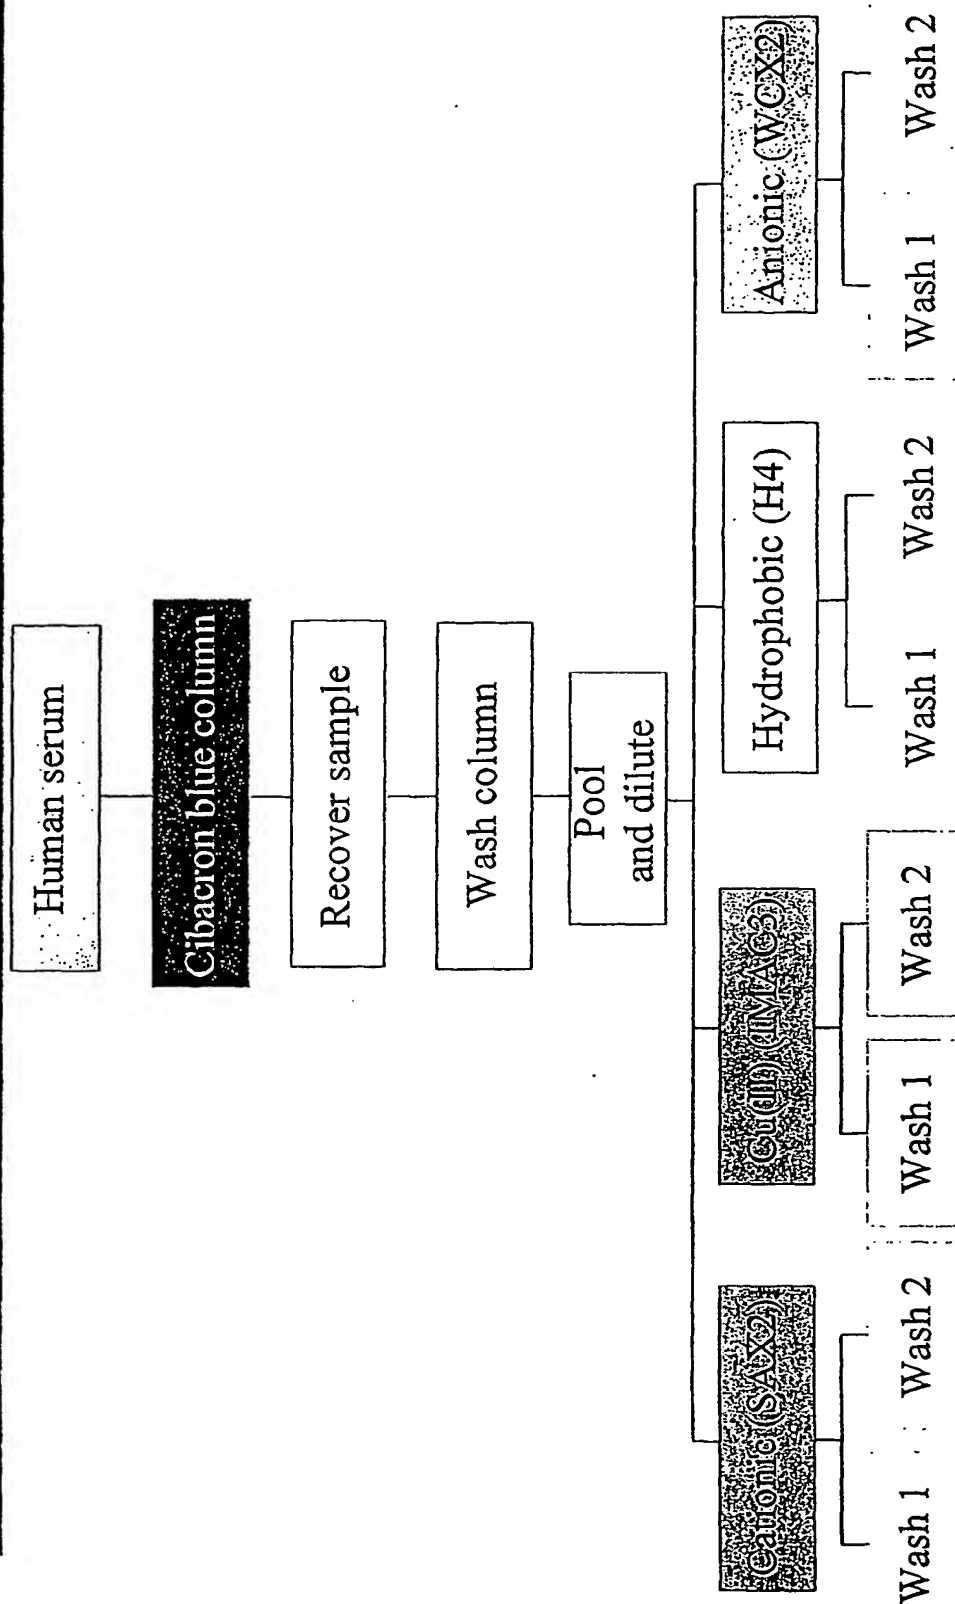 Human serum
Cibacron blue column
Recover sample
Wash column
Pool
and dilute
Cationic (SAX2)
Cu(II) (IMAC3)
Hydrophobic (H4)
Anionic (WCX2)
Wash 1
Wash 2
Wash 1
Wash 2
Wash 1
Wash 2
Wash 1
Wash 2